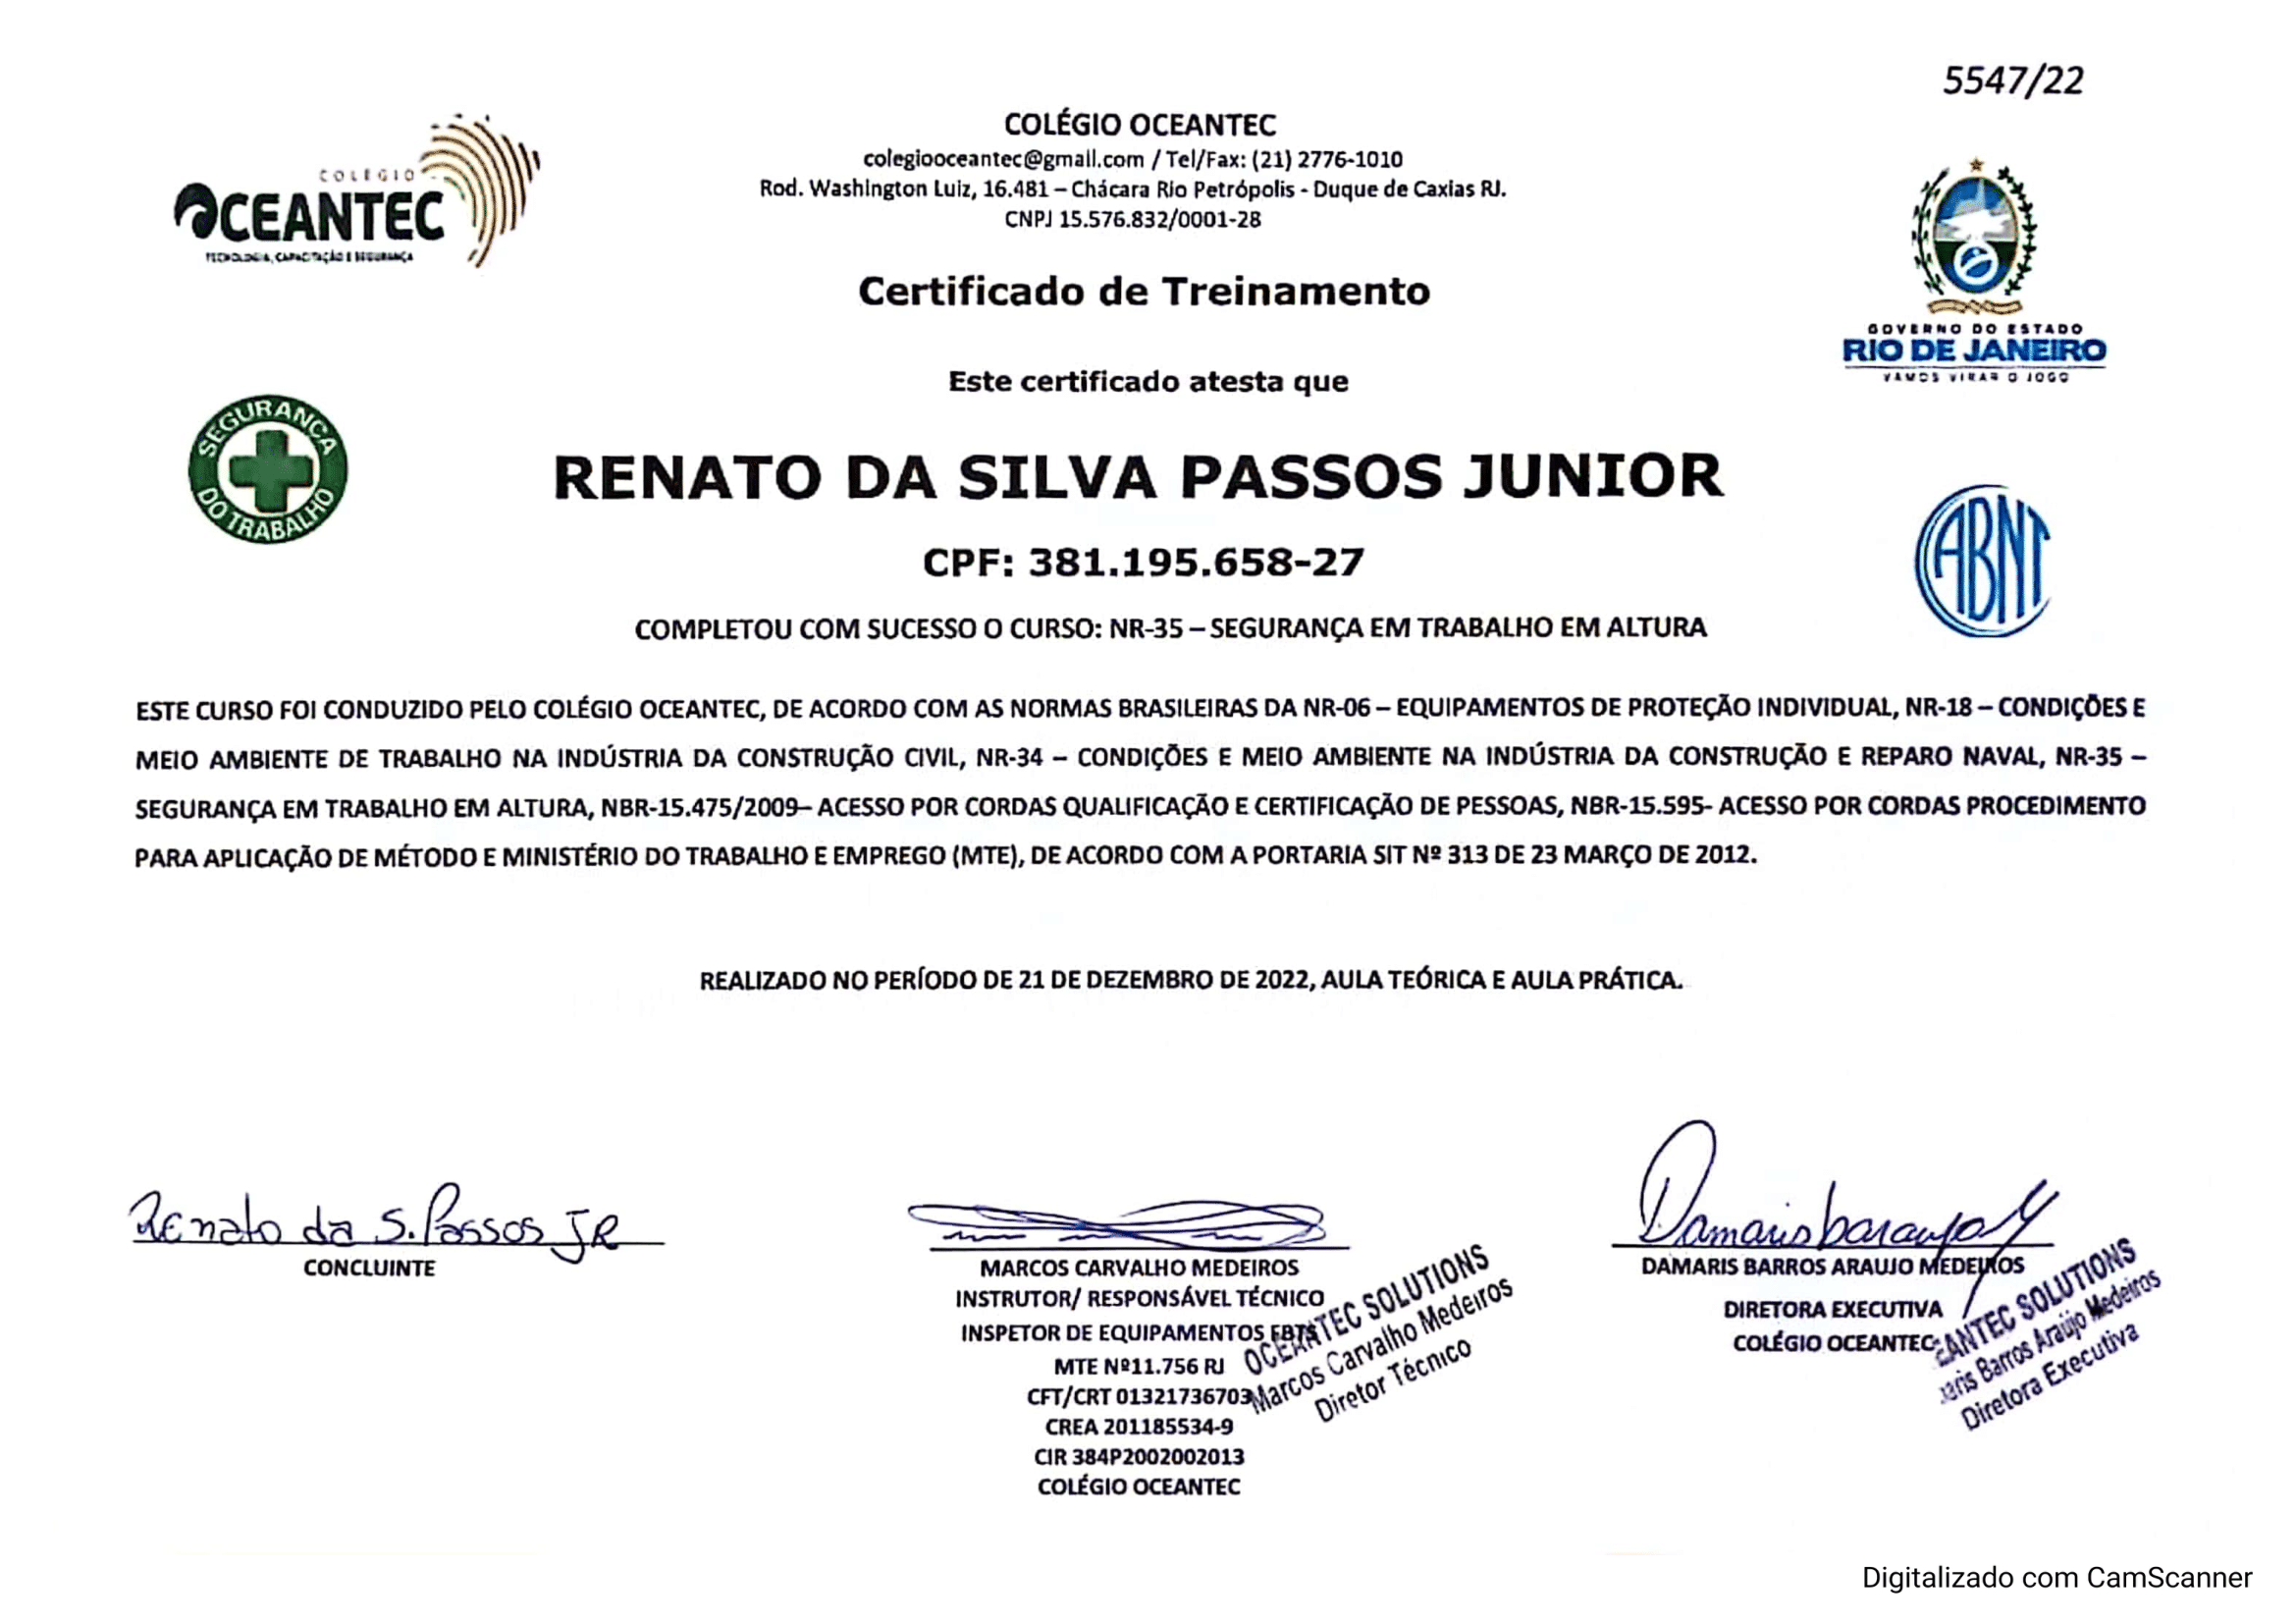 5547/22
COLÉGIO OCEANTEC
colegiooceantec@gmail.com / Tel/Fax: (21) 2776-1010
Rod. Washington Luiz, 16.481 – Chácara Rio Petrópolis - Duque de Caxias RJ.
CNPJ 15.576.832/0001-28
COLÉGIO
OCEANTEC
TECNOLOGIA, CAPACITAÇÃO E SEGURANÇA
Certificado de Treinamento
GOVERNO DO ESTADO
RIO DE JANEIRO
VAMOS VIRAR O JOGO
Este certificado atesta que
SEGURANÇA
DO TRABALHO
RENATO DA SILVA PASSOS JUNIOR
ABNT
CPF: 381.195.658-27
COMPLETOU COM SUCESSO O CURSO: NR-35 – SEGURANÇA EM TRABALHO EM ALTURA
ESTE CURSO FOI CONDUZIDO PELO COLÉGIO OCEANTEC, DE ACORDO COM AS NORMAS BRASILEIRAS DA NR-06 – EQUIPAMENTOS DE PROTEÇÃO INDIVIDUAL, NR-18 – CONDIÇÕES E
MEIO AMBIENTE DE TRABALHO NA INDÚSTRIA DA CONSTRUÇÃO CIVIL, NR-34 – CONDIÇÕES E MEIO AMBIENTE NA INDÚSTRIA DA CONSTRUÇÃO E REPARO NAVAL, NR-35 –
SEGURANÇA EM TRABALHO EM ALTURA, NBR-15.475/2009– ACESSO POR CORDAS QUALIFICAÇÃO E CERTIFICAÇÃO DE PESSOAS, NBR-15.595- ACESSO POR CORDAS PROCEDIMENTO
PARA APLICAÇÃO DE MÉTODO E MINISTÉRIO DO TRABALHO E EMPREGO (MTE), DE ACORDO COM A PORTARIA SIT Nº 313 DE 23 MARÇO DE 2012.
REALIZADO NO PERÍODO DE 21 DE DEZEMBRO DE 2022, AULA TEÓRICA E AULA PRÁTICA.
Renato da S. Passos JR
CONCLUINTE
MARCOS CARVALHO MEDEIROS
INSTRUTOR/ RESPONSÁVEL TÉCNICO
INSPETOR DE EQUIPAMENTOS EBTS
MTE Nº11.756 RJ
CFT/CRT 01321736703
CREA 201185534-9
CIR 384P2002002013
COLÉGIO OCEANTEC
OCEANTEC SOLUTIONS
Marcos Carvalho Medeiros
Diretor Técnico
Damaris baraujo
DAMARIS BARROS ARAUJO MEDEIROS
DIRETORA EXECUTIVA
COLÉGIO OCEANTEC
EANTEC SOLUTIONS
aris Barros Araújo Medeiros
Diretora Executiva
Digitalizado com CamScanner